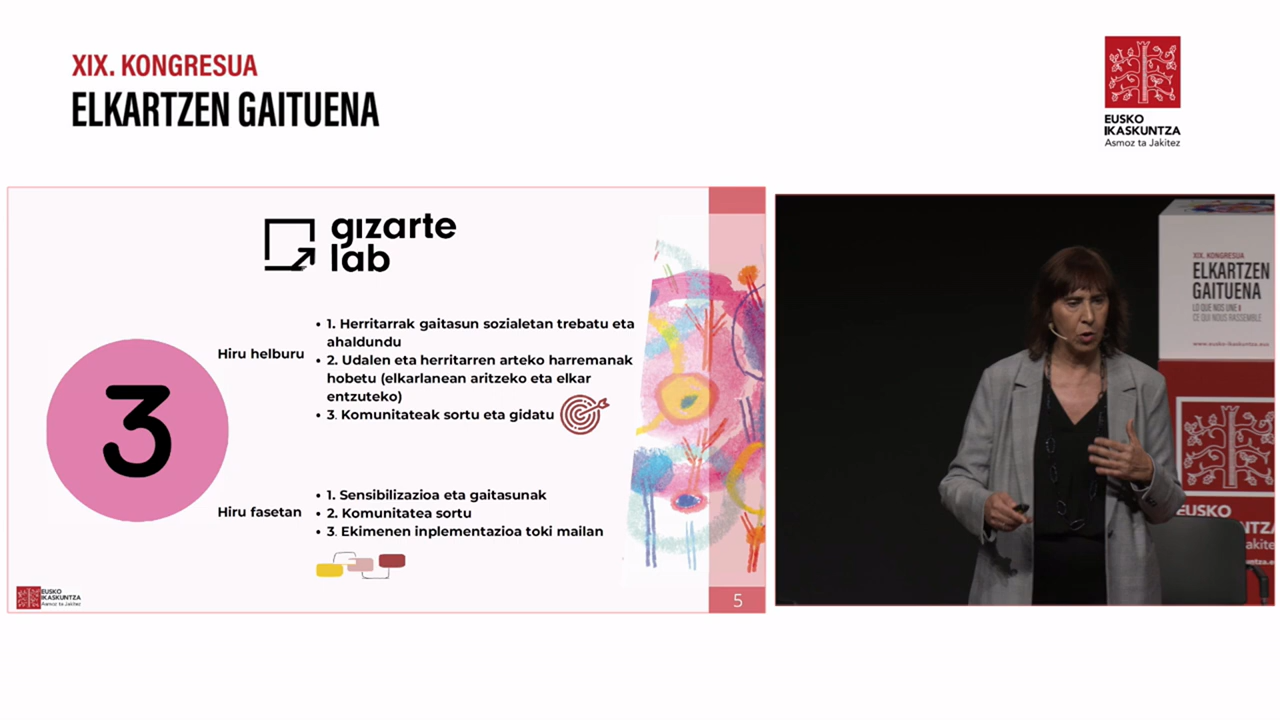 XIX. KONGRESUA
ELKARTZEN GAITUENA
EUSKO
IKASKUNTZA
Asmoz ta Jakitez
gizarte
lab
3
Hiru helburu
• 1. Herritarrak gaitasun sozialetan trebatu eta
ahaldundu
• 2. Udalen eta herritarren arteko harremanak
hobetu (elkarlanean aritzeko eta elkar
entzuteko)
• 3. Komunitateak sortu eta gidatu
Hiru fasetan
• 1. Sensibilizazioa eta gaitasunak
• 2. Komunitatea sortu
• 3. Ekimenen inplementazioa toki mailan
EUSKO
IKASKUNTZA
Asmoz ta Jakitez
5
XIX. KONGRESUA
ELKARTZEN
GAITUENA
LO QUE NOS UNE
CE QUI NOUS RASSEMBLE
www.eusko-ikaskuntza.eus
EUSKO